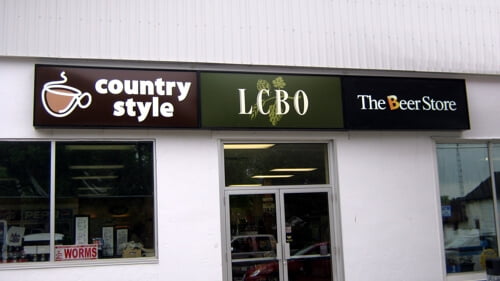 country
style
LCBO
The Beer Store
WORMS